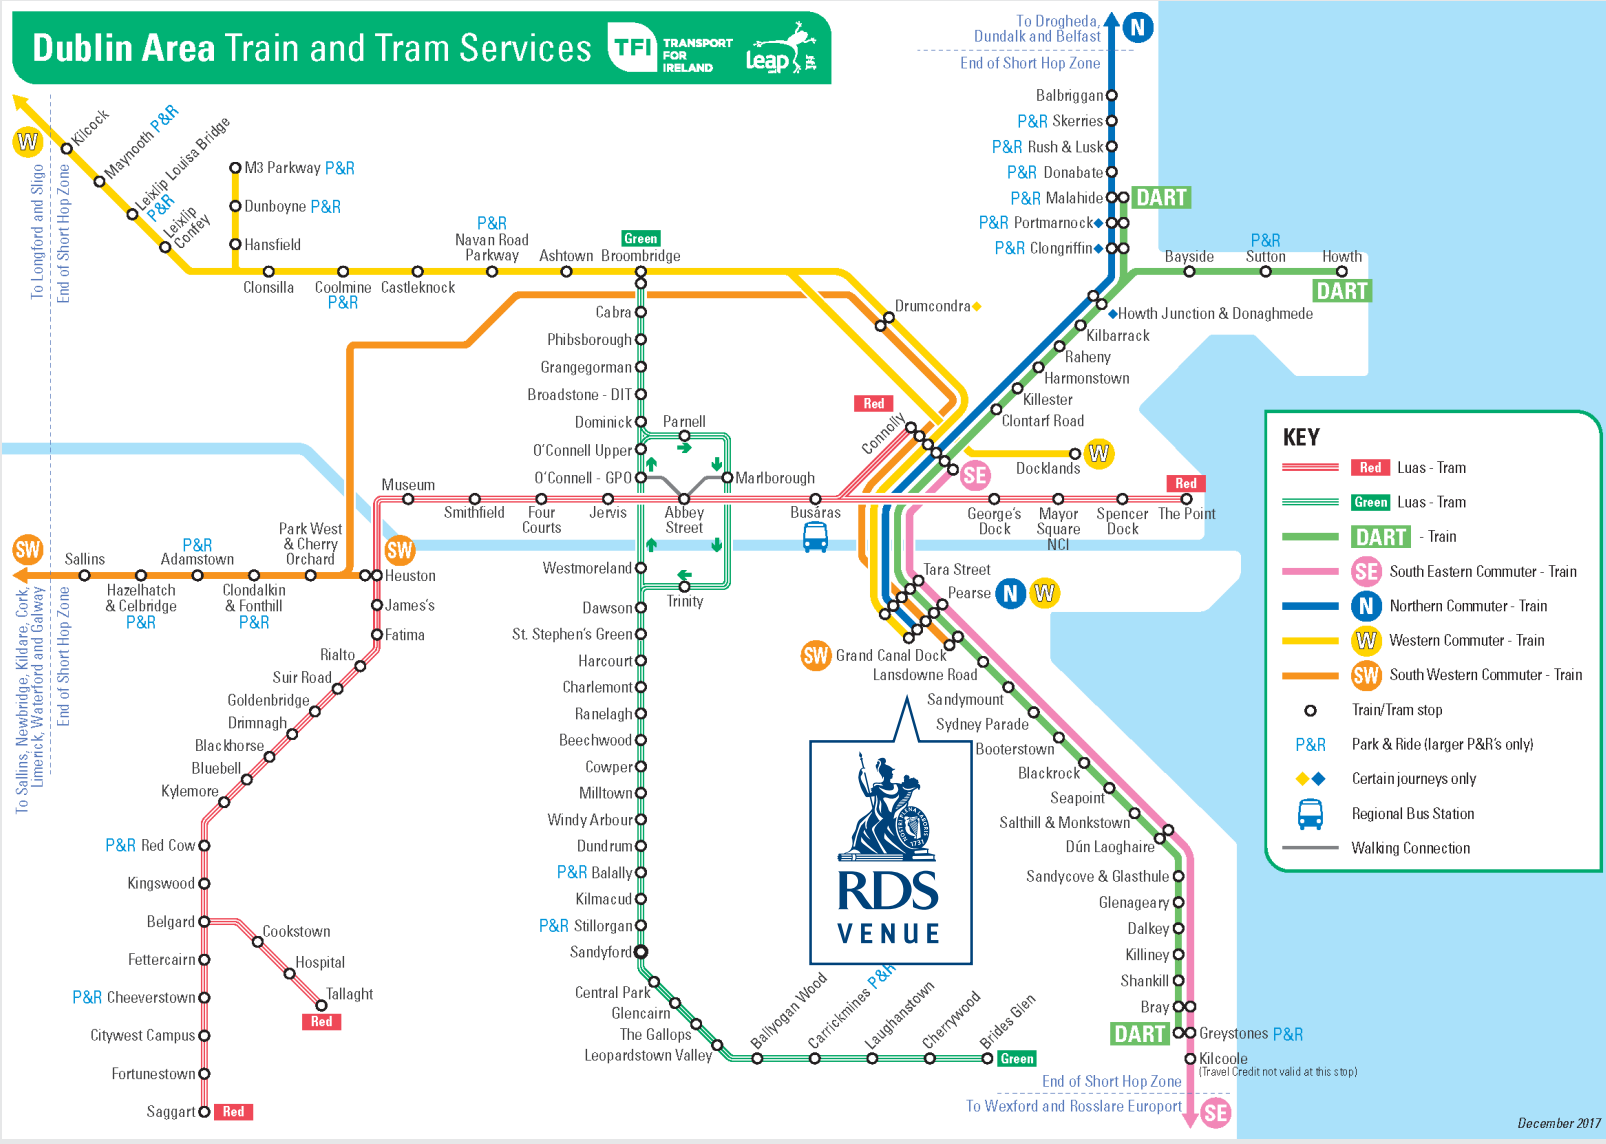 Dublin Area Train and Tram Services
TFI
TRANSPORT
FOR
IRELAND
Leap
To Drogheda,
Dundalk and Belfast
N
End of Short Hop Zone
Balbriggan
P&R Skerries
P&R Rush & Lusk
P&R Donabate
P&R Malahide
DART
P&R Portmarnock
P&R Clongriffin
Bayside
P&R
Sutton
Howth
DART
Howth Junction & Donaghmede
Kilbarrack
Raheny
Harmonstown
Killester
Clontarf Road
W
To Longford and Sligo
End of Short Hop Zone
Kilcock
Maynooth P&R
Leixlip Louisa Bridge
P&R
Leixlip
Confey
M3 Parkway P&R
Dunboyne P&R
Hansfield
Clonsilla
Coolmine
P&R
Castleknock
P&R
Navan Road
Parkway
Ashtown
Green
Broombridge
Drumcondra
Cabra
Phibsborough
Grangegorman
Broadstone - DIT
Dominick
Parnell
O'Connell Upper
O'Connell - GPO
Marlborough
Red
Connolly
Docklands
W
SE
Museum
Smithfield
Four
Courts
Jervis
Abbey
Street
Busáras
George's
Dock
Mayor
Square
NCI
Spencer
Dock
Red
The Point
SW
Sallins
Hazelhatch
& Celbridge
P&R
P&R
Adamstown
Clondalkin
& Fonthill
P&R
Park West
& Cherry
Orchard
SW
Heuston
To Sallins, Newbridge, Kildare, Cork,
Limerick, Waterford and Galway
End of Short Hop Zone
James's
Fatima
Rialto
Suir Road
Goldenbridge
Drimnagh
Blackhorse
Bluebell
Kylemore
P&R Red Cow
Kingswood
Belgard
Cookstown
Hospital
Tallaght
Red
Fettercairn
P&R Cheeverstown
Citywest Campus
Fortunestown
Saggart
Red
Westmoreland
Trinity
Dawson
St. Stephen's Green
Harcourt
Charlemont
Ranelagh
Beechwood
Cowper
Milltown
Windy Arbour
Dundrum
P&R Balally
Kilmacud
P&R Stillorgan
Sandyford
Central Park
Glencairn
The Gallops
Leopardstown Valley
Ballyogan Wood
Carrickmines P&R
Laughanstown
Cherrywood
Brides Glen
Green
Tara Street
Pearse
N
W
SW
Grand Canal Dock
Lansdowne Road
Sandymount
Sydney Parade
Booterstown
Blackrock
Seapoint
Salthill & Monkstown
Dún Laoghaire
Sandycove & Glasthule
Glenageary
Dalkey
Killiney
Shankill
Bray
DART
Greystones P&R
Kilcoole
(Travel Credit not valid at this stop)
End of Short Hop Zone
To Wexford and Rosslare Europort
SE
1731
RDS
VENUE
KEY
Red Luas - Tram
Green Luas - Tram
DART - Train
SE South Eastern Commuter - Train
N Northern Commuter - Train
W Western Commuter - Train
SW South Western Commuter - Train
Train/Tram stop
P&R Park & Ride (larger P&R's only)
Certain journeys only
Regional Bus Station
Walking Connection
December 2017